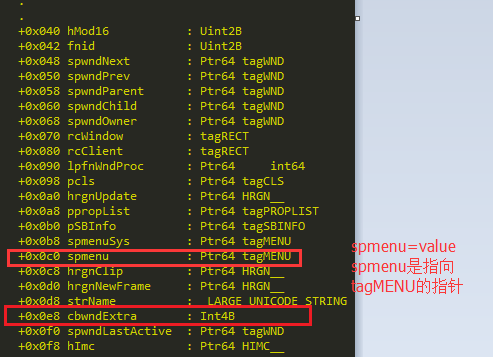 .
.
+0x040 hMod16 : Uint2B
+0x042 fnid : Uint2B
+0x048 spwndNext : Ptr64 tagWND
+0x050 spwndPrev : Ptr64 tagWND
+0x058 spwndParent : Ptr64 tagWND
+0x060 spwndChild : Ptr64 tagWND
+0x068 spwndOwner : Ptr64 tagWND
+0x070 rcWindow : tagRECT
+0x080 rcClient : tagRECT
+0x090 lpfnWndProc : Ptr64 int64
+0x098 pcls : Ptr64 tagCLS
+0x0a0 hrgnUpdate : Ptr64 HRGN__
+0x0a8 ppropList : Ptr64 tagPROPLIST
+0x0b0 pSBInfo : Ptr64 tagSBINFO
+0x0b8 spmenuSys : Ptr64 tagMENU
+0x0c0 spmenu : Ptr64 tagMENU
+0x0c8 hrgnClip : Ptr64 HRGN__
+0x0d0 hrgnNewFrame : Ptr64 HRGN__
+0x0d8 strName : _LARGE_UNICODE_STRING
+0x0e8 cbwndExtra : Int4B
+0x0f0 spwndLastActive : Ptr64 tagWND
+0x0f8 hImc : Ptr64 HIMC__
spmenu=value
spmenu是指向
tagMENU的指针